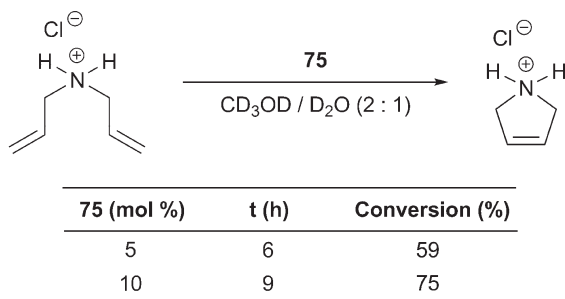 Cl⊖
H ⊕ H
N
75
CD3OD / D2O (2 : 1)
Cl⊖
H ⊕ H
N
75 (mol %) t (h) Conversion (%)
5 6 59
10 9 75